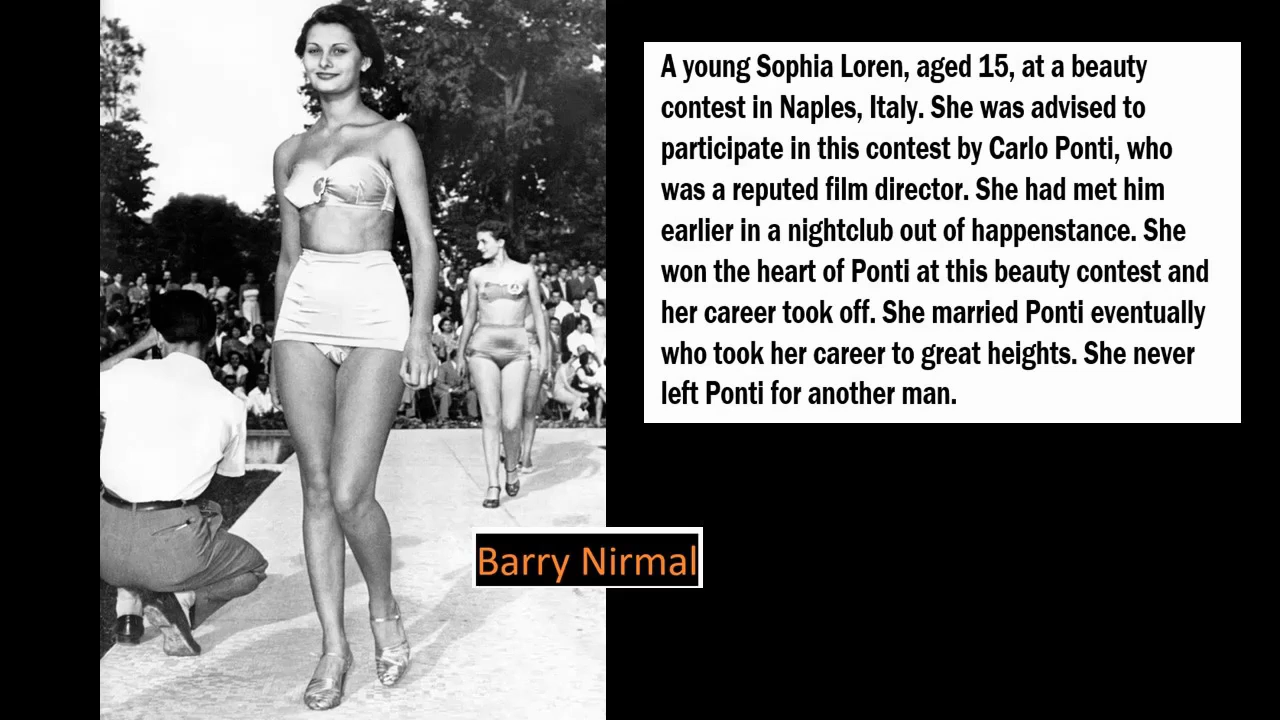 A young Sophia Loren, aged 15, at a beauty
contest in Naples, Italy. She was advised to
participate in this contest by Carlo Ponti, who
was a reputed film director. She had met him
earlier in a nightclub out of happenstance. She
won the heart of Ponti at this beauty contest and
her career took off. She married Ponti eventually
who took her career to great heights. She never
left Ponti for another man.
Barry Nirmal